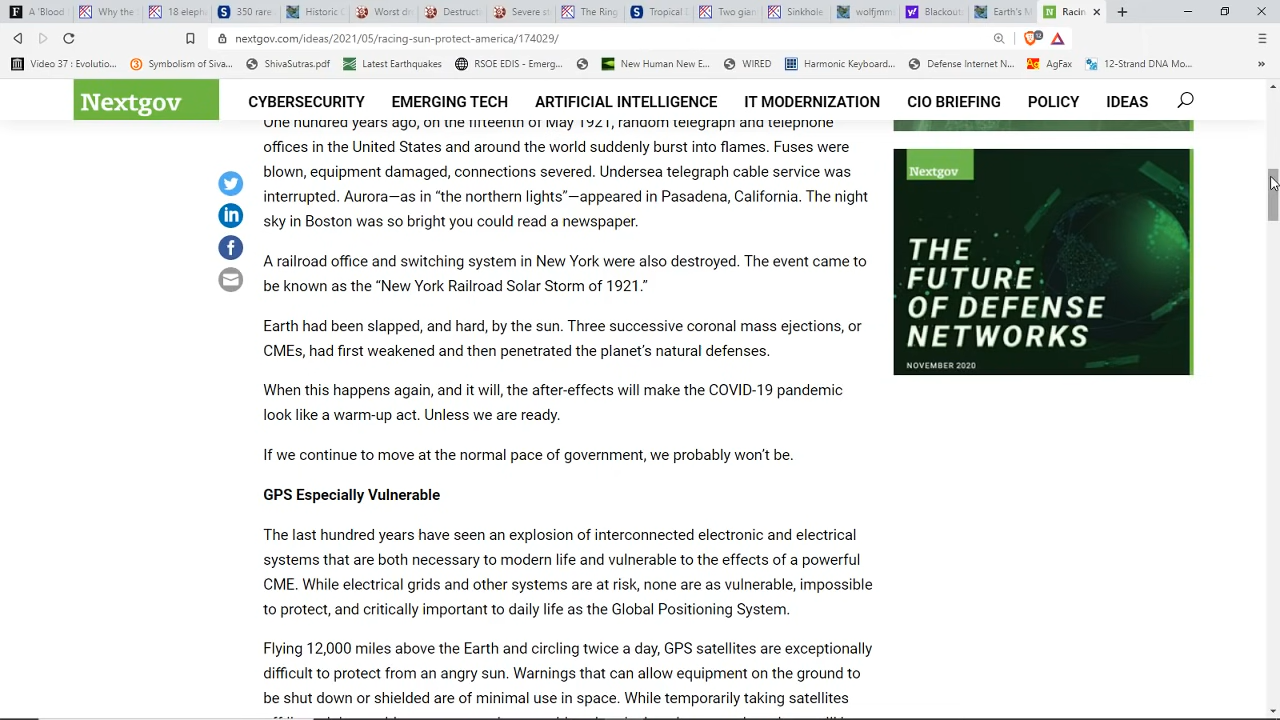 A 'Blood
Why the
18 eleph
350 rare
Historic C
Worst dr
Destruct
Severe st
The Ring
Tropical
Two gian
Sinkhole
wolfjmm
Blackout
Earth's M
Racin
nextgov.com/ideas/2021/05/racing-sun-protect-america/174029/
12
Video 37 : Evolutio...
Symbolism of Siva...
ShivaSutras.pdf
Latest Earthquakes
RSOE EDIS - Emerg...
New Human New E...
WIRED
Harmonic Keyboard...
Defense Internet N...
AgFax
12-Strand DNA Mo...
Nextgov
CYBERSECURITY
EMERGING TECH
ARTIFICIAL INTELLIGENCE
IT MODERNIZATION
CIO BRIEFING
POLICY
IDEAS
One hundred years ago, on the fifteenth of May 1921, random telegraph and telephone
offices in the United States and around the world suddenly burst into flames. Fuses were
blown, equipment damaged, connections severed. Undersea telegraph cable service was
interrupted. Aurora—as in “the northern lights”—appeared in Pasadena, California. The night
sky in Boston was so bright you could read a newspaper.
A railroad office and switching system in New York were also destroyed. The event came to
be known as the “New York Railroad Solar Storm of 1921.”
Earth had been slapped, and hard, by the sun. Three successive coronal mass ejections, or
CMEs, had first weakened and then penetrated the planet’s natural defenses.
When this happens again, and it will, the after-effects will make the COVID-19 pandemic
look like a warm-up act. Unless we are ready.
If we continue to move at the normal pace of government, we probably won’t be.
GPS Especially Vulnerable
The last hundred years have seen an explosion of interconnected electronic and electrical
systems that are both necessary to modern life and vulnerable to the effects of a powerful
CME. While electrical grids and other systems are at risk, none are as vulnerable, impossible
to protect, and critically important to daily life as the Global Positioning System.
Flying 12,000 miles above the Earth and circling twice a day, GPS satellites are exceptionally
difficult to protect from an angry sun. Warnings that can allow equipment on the ground to
be shut down or shielded are of minimal use in space. While temporarily taking satellites
Nextgov
THE
FUTURE
OF DEFENSE
NETWORKS
NOVEMBER 2020